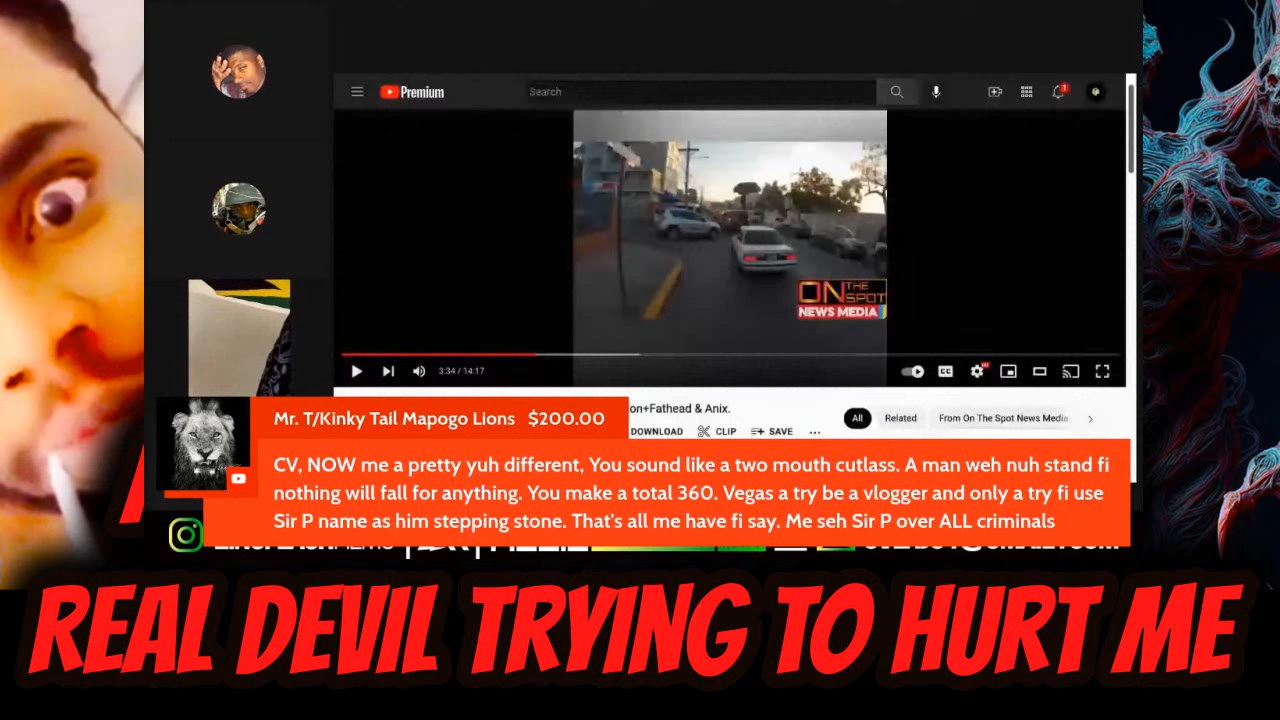 Premium
Search
1
ON THE
SPOT
NEWS MEDIA
3:34 / 14:17
CC
on+Fathead & Anix.
All
Related
From On The Spot News Media
DOWNLOAD
CLIP
SAVE
...
Mr. T/Kinky Tail Mapogo Lions $200.00
CV, NOW me a pretty yuh different, You sound like a two mouth cutlass. A man weh nuh stand fi
nothing will fall for anything. You make a total 360. Vegas a try be a vlogger and only a try fi use
Sir P name as him stepping stone. That's all me have fi say. Me seh Sir P over ALL criminals
REAL DEVIL TRYING TO HURT ME